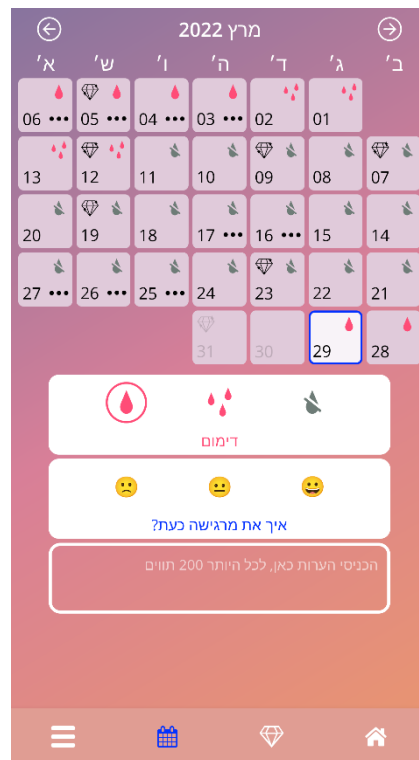 מרץ 2022
ב׳ ג׳ ד׳ ה׳ ו׳ ש׳ א׳
01 02 03 ••• 04 ••• 05 ••• 06 •••
07 08 09 10 11 12 13
14 15 16 ••• 17 ••• 18 19 20
21 22 23 24 25 ••• 26 ••• 27 •••
28 29 30 31
דימום
איך את מרגישה כעת?
הכניסי הערות כאן, לכל היותר 200 תווים